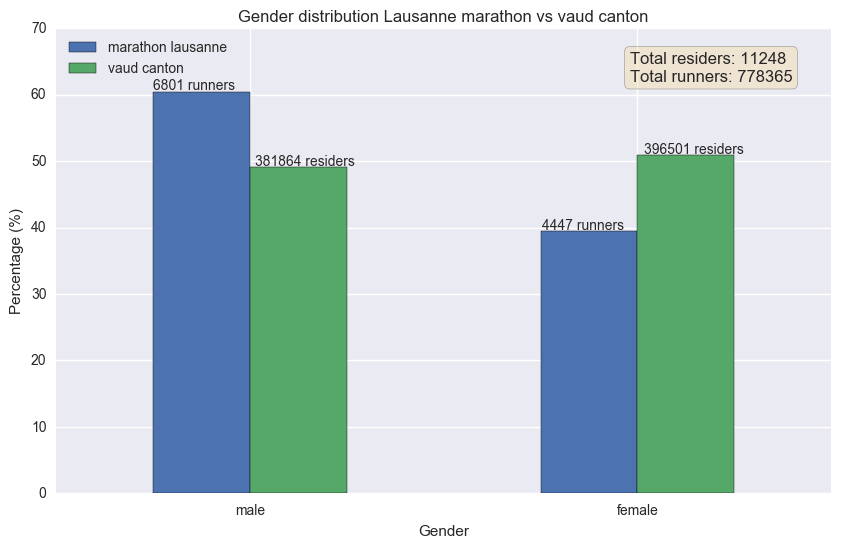 Gender distribution Lausanne marathon vs vaud canton
marathon lausanne
vaud canton
Total residers: 11248
Total runners: 778365
6801 runners
381864 residers
4447 runners
396501 residers
70
60
50
40
30
20
10
0
Percentage (%)
male
female
Gender